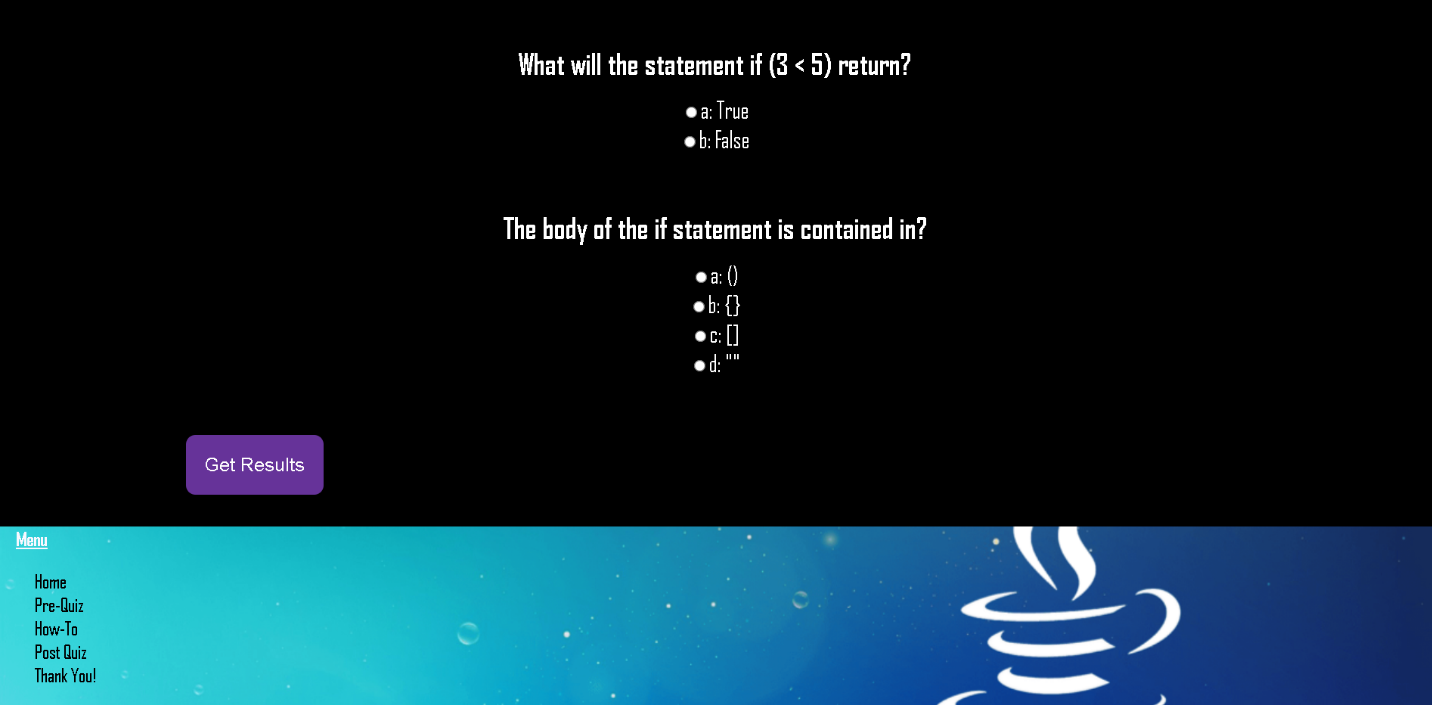 What will the statement if (3 < 5) return?
a: True
b: False
The body of the if statement is contained in?
a: ()
b: {}
c: []
d: ""
Get Results
Menu
Home
Pre-Quiz
How-To
Post Quiz
Thank You!